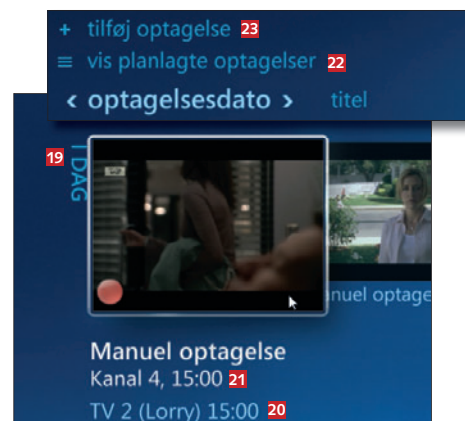 + tilføj optagelse 23
≡ vis planlagte optagelser 22
< optagelsesdato > titel
19 I DAG
nuel optage
Manuel optagelse
Kanal 4, 15:00 21
TV 2 (Lorry) 15:00 20